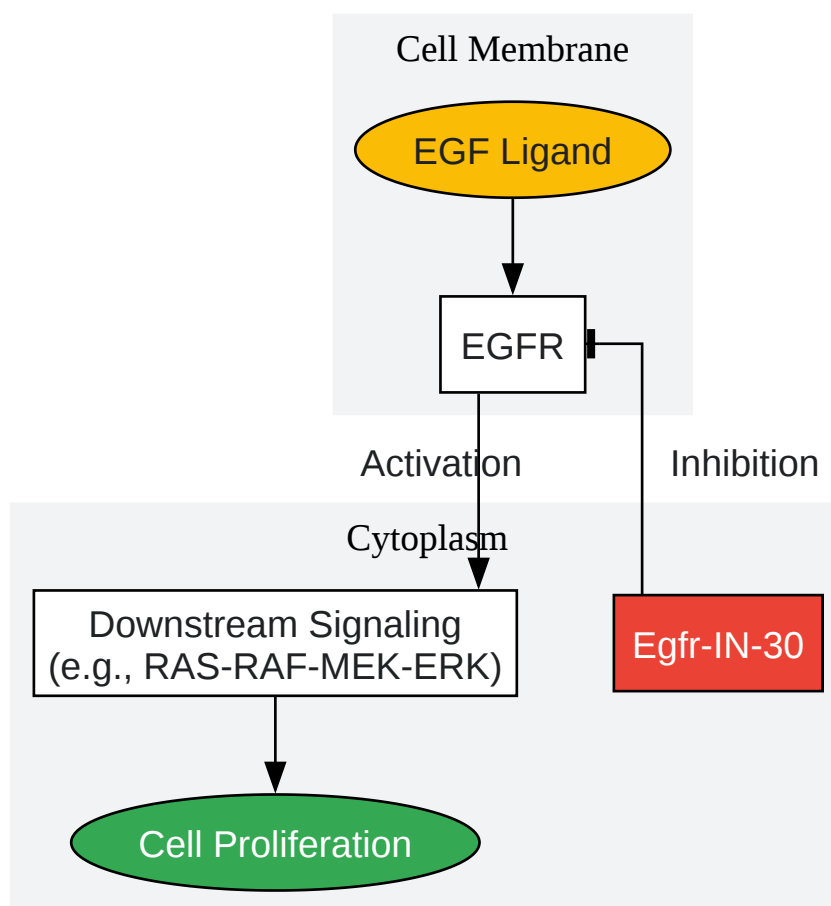 Cell Membrane
EGF Ligand
EGFR
Activation
Inhibition
Cytoplasm
Downstream Signaling
(e.g., RAS-RAF-MEK-ERK)
Egfr-IN-30
Cell Proliferation